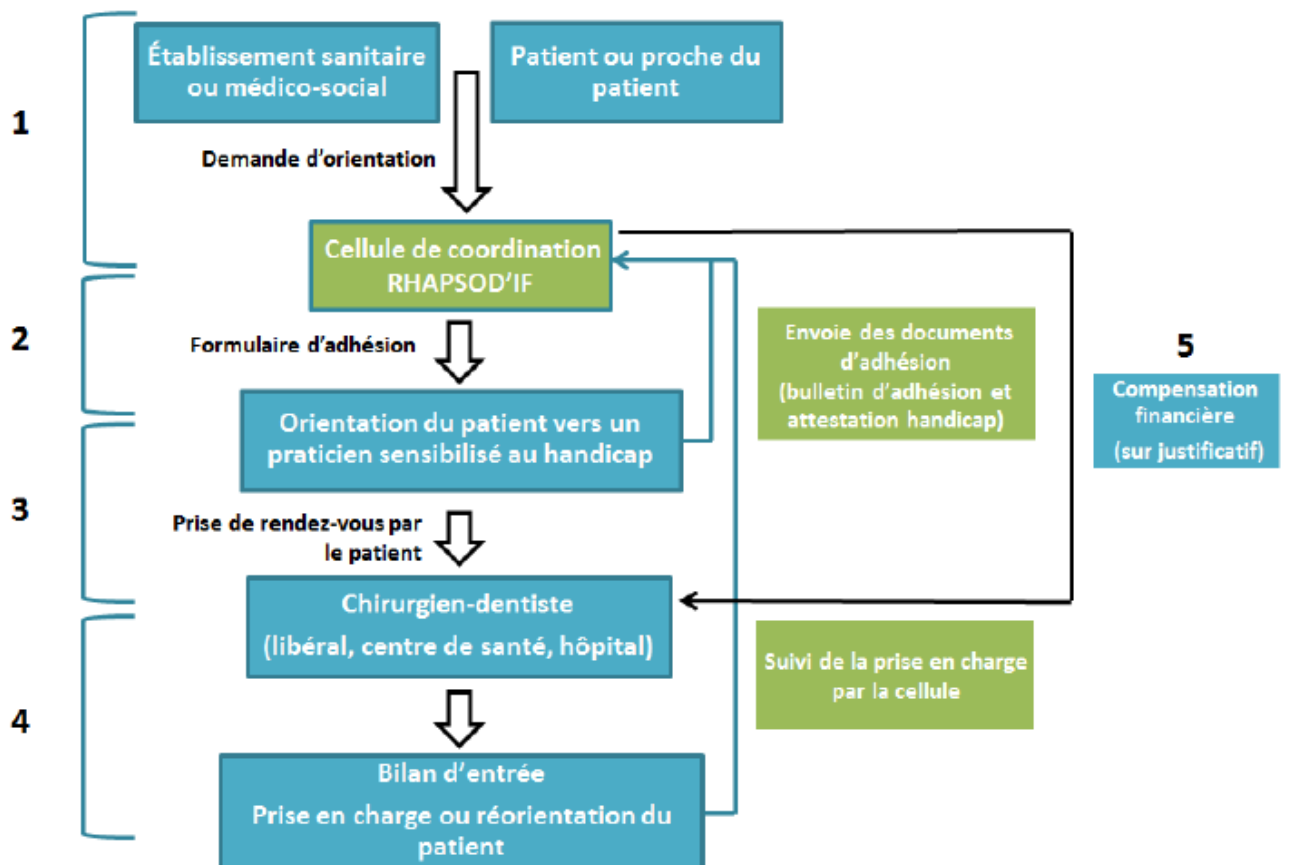 Établissement sanitaire
ou médico-social
Patient ou proche du
patient
1
Demande d'orientation
Cellule de coordination
RHAPSOD'IF
2
Formulaire d'adhésion
Envoie des documents
d'adhésion
(bulletin d'adhésion et
attestation handicap)
5
Compensation
financière
(sur justificatif)
Orientation du patient vers un
praticien sensibilisé au handicap
3
Prise de rendez-vous par
le patient
Chirurgien-dentiste
(libéral, centre de santé, hôpital)
Suivi de la prise en charge
par la cellule
4
Bilan d'entrée
Prise en charge ou réorientation du
patient